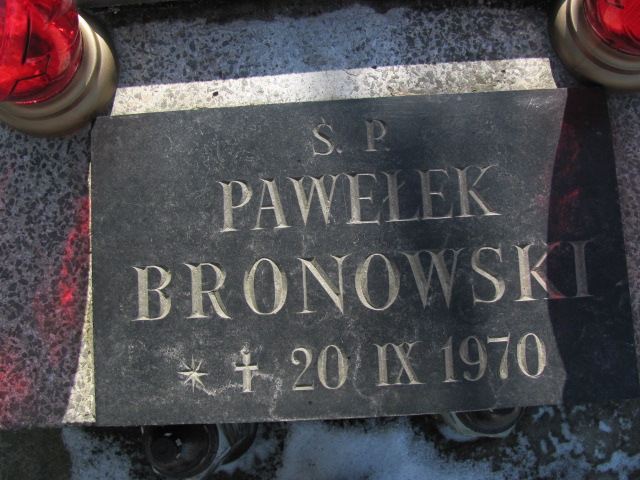 Ś. P.
PAWEŁEK
BRONOWSKI
* † 20 IX 1970